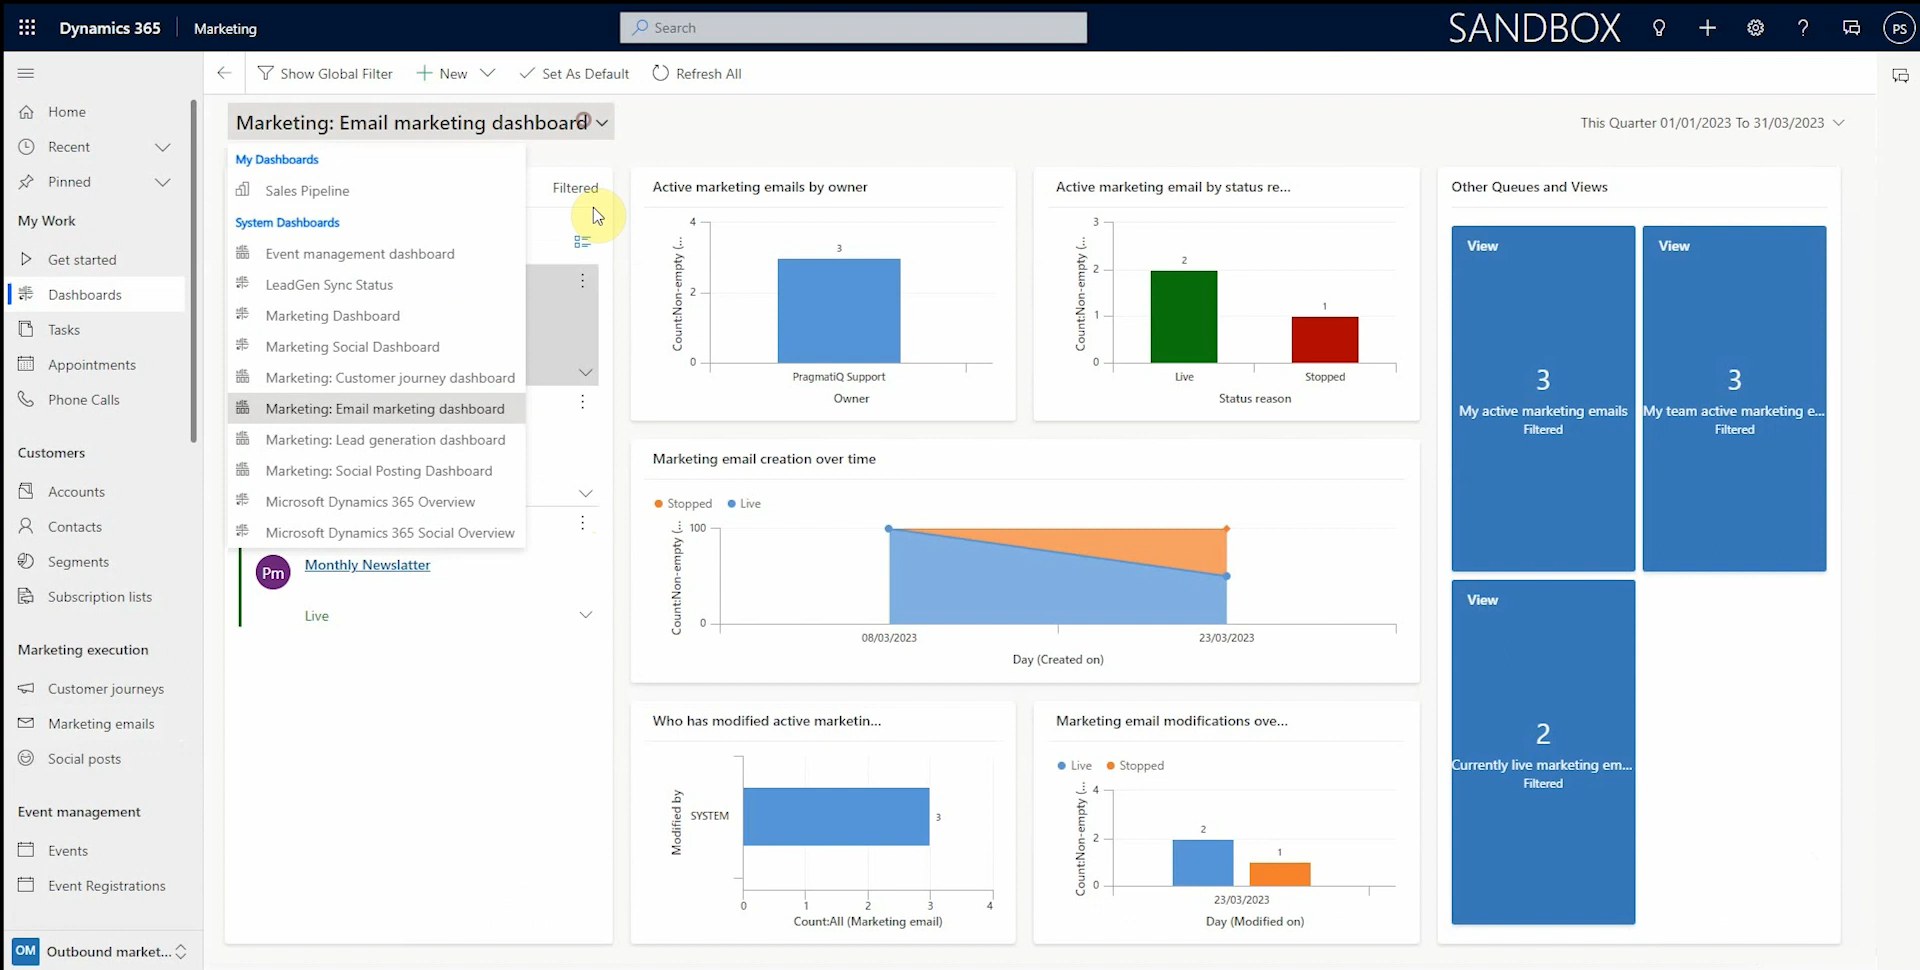 Dynamics 365
Marketing
Search
SANDBOX
PS
Show Global Filter
New
Set As Default
Refresh All
Home
Recent
Pinned
My Work
Get started
Dashboards
Tasks
Appointments
Phone Calls
Customers
Accounts
Contacts
Segments
Subscription lists
Marketing execution
Customer journeys
Marketing emails
Social posts
Event management
Events
Event Registrations
OM
Outbound market...
Marketing: Email marketing dashboard
This Quarter 01/01/2023 To 31/03/2023
My Dashboards
Sales Pipeline
System Dashboards
Event management dashboard
LeadGen Sync Status
Marketing Dashboard
Marketing Social Dashboard
Marketing: Customer journey dashboard
Marketing: Email marketing dashboard
Marketing: Lead generation dashboard
Marketing: Social Posting Dashboard
Microsoft Dynamics 365 Overview
Microsoft Dynamics 365 Social Overview
Filtered
Pm
Monthly Newslatter
Live
Active marketing emails by owner
Count:Non-empty (...
4
2
0
3
PragmatiQ Support
Owner
Active marketing email by status re...
Count:Non-empty (...
3
2
1
0
2
1
Live
Stopped
Status reason
Marketing email creation over time
Stopped
Live
Count:Non-empty (...
100
0
08/03/2023
23/03/2023
Day (Created on)
Who has modified active marketin...
Modified by
SYSTEM
3
0
1
2
3
4
Count:All (Marketing email)
Marketing email modifications ove...
Live
Stopped
Count:Non-empty (...
4
2
0
2
1
23/03/2023
Day (Modified on)
Other Queues and Views
View
3
My active marketing emails
Filtered
View
3
My team active marketing e...
Filtered
View
2
Currently live marketing em...
Filtered